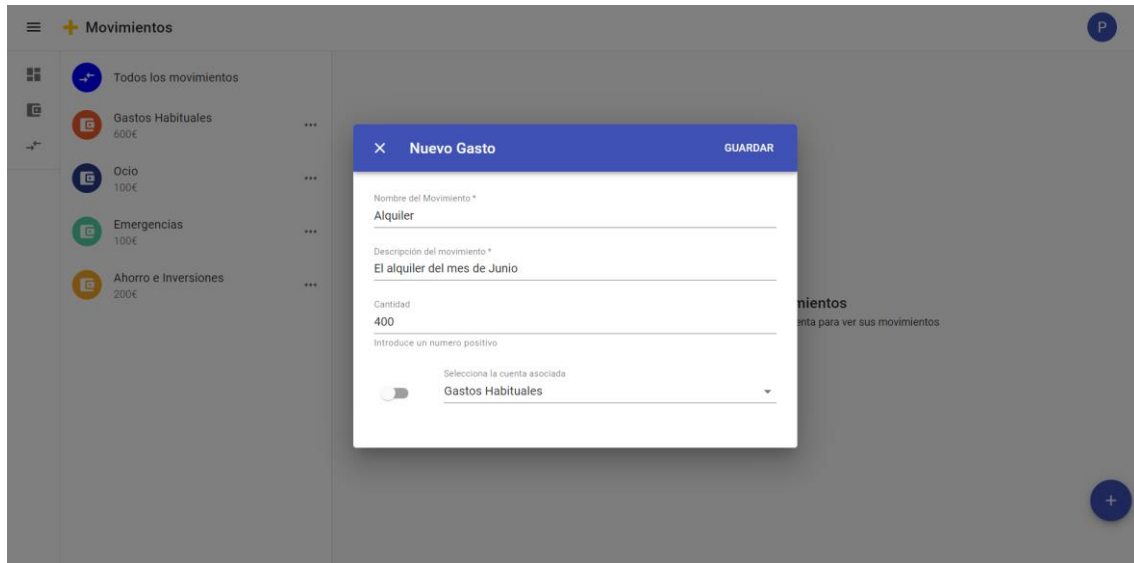 Movimientos
P
Todos los movimientos
Gastos Habituales
600€
Ocio
100€
Emergencias
100€
Ahorro e Inversiones
200€
Nuevo Gasto
GUARDAR
Nombre del Movimiento *
Alquiler
Descripción del movimiento *
El alquiler del mes de Junio
Cantidad
400
Introduce un numero positivo
Selecciona la cuenta asociada
Gastos Habituales
mientos
enta para ver sus movimientos